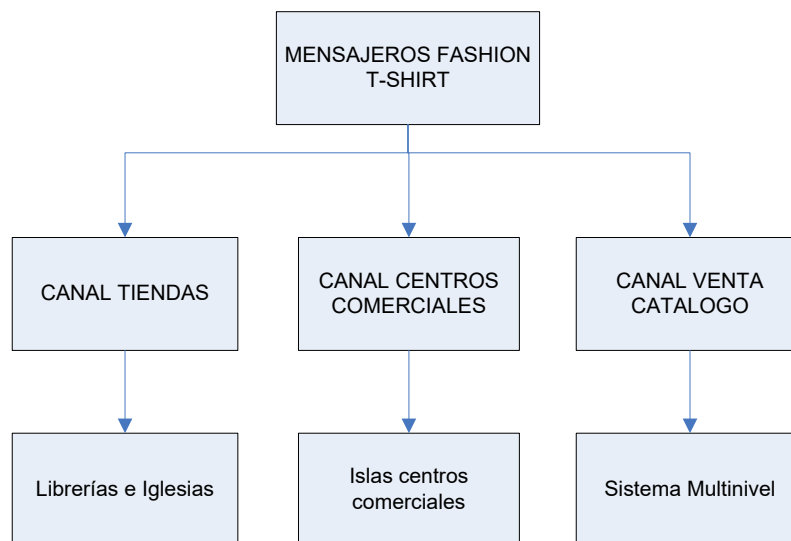 MENSAJEROS FASHION
T-SHIRT
CANAL TIENDAS
CANAL CENTROS
COMERCIALES
CANAL VENTA
CATALOGO
Librerías e Iglesias
Islas centros
comerciales
Sistema Multinivel